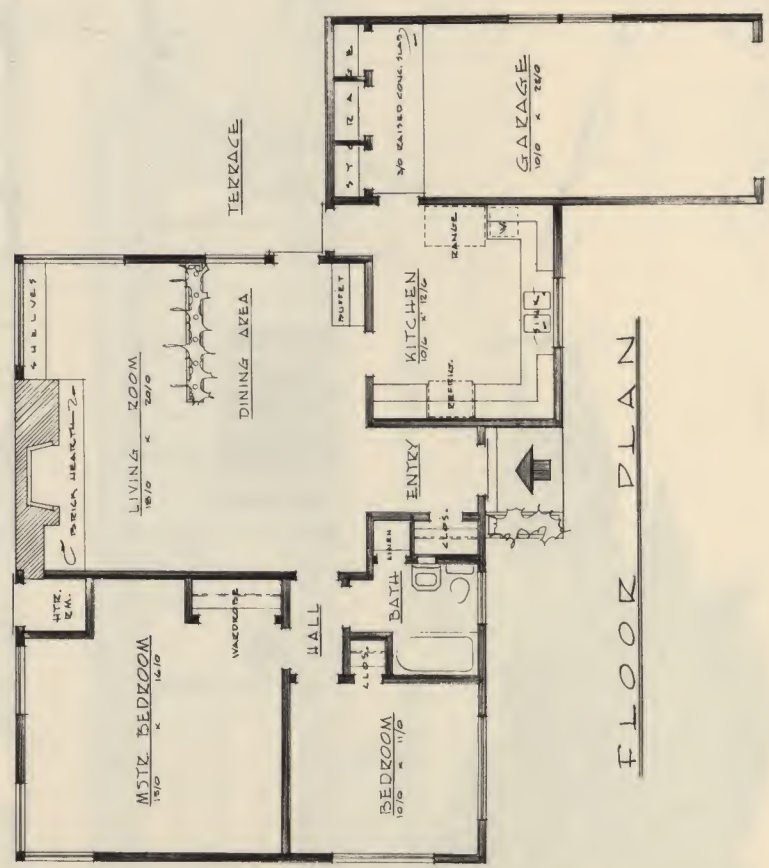 MSTR. BEDROOM
15/0 x 16/0
HTR.
RM.
SHELVES
BRICK HEARTH
LIVING ROOM
18/0 x 20/0
WARDROBE
DINING AREA
TERRACE
HALL
BUFFET
STORAGE
3/0 RAISED CONC. SLAB
CLOS.
LINEN
BATH
ENTRY
CLOS.
KITCHEN
10/6 x 12/6
REFRIG.
RANGE
W.
SINK
BEDROOM
10/0 x 11/0
GARAGE
10/0 x 22/0
FLOOR PLAN